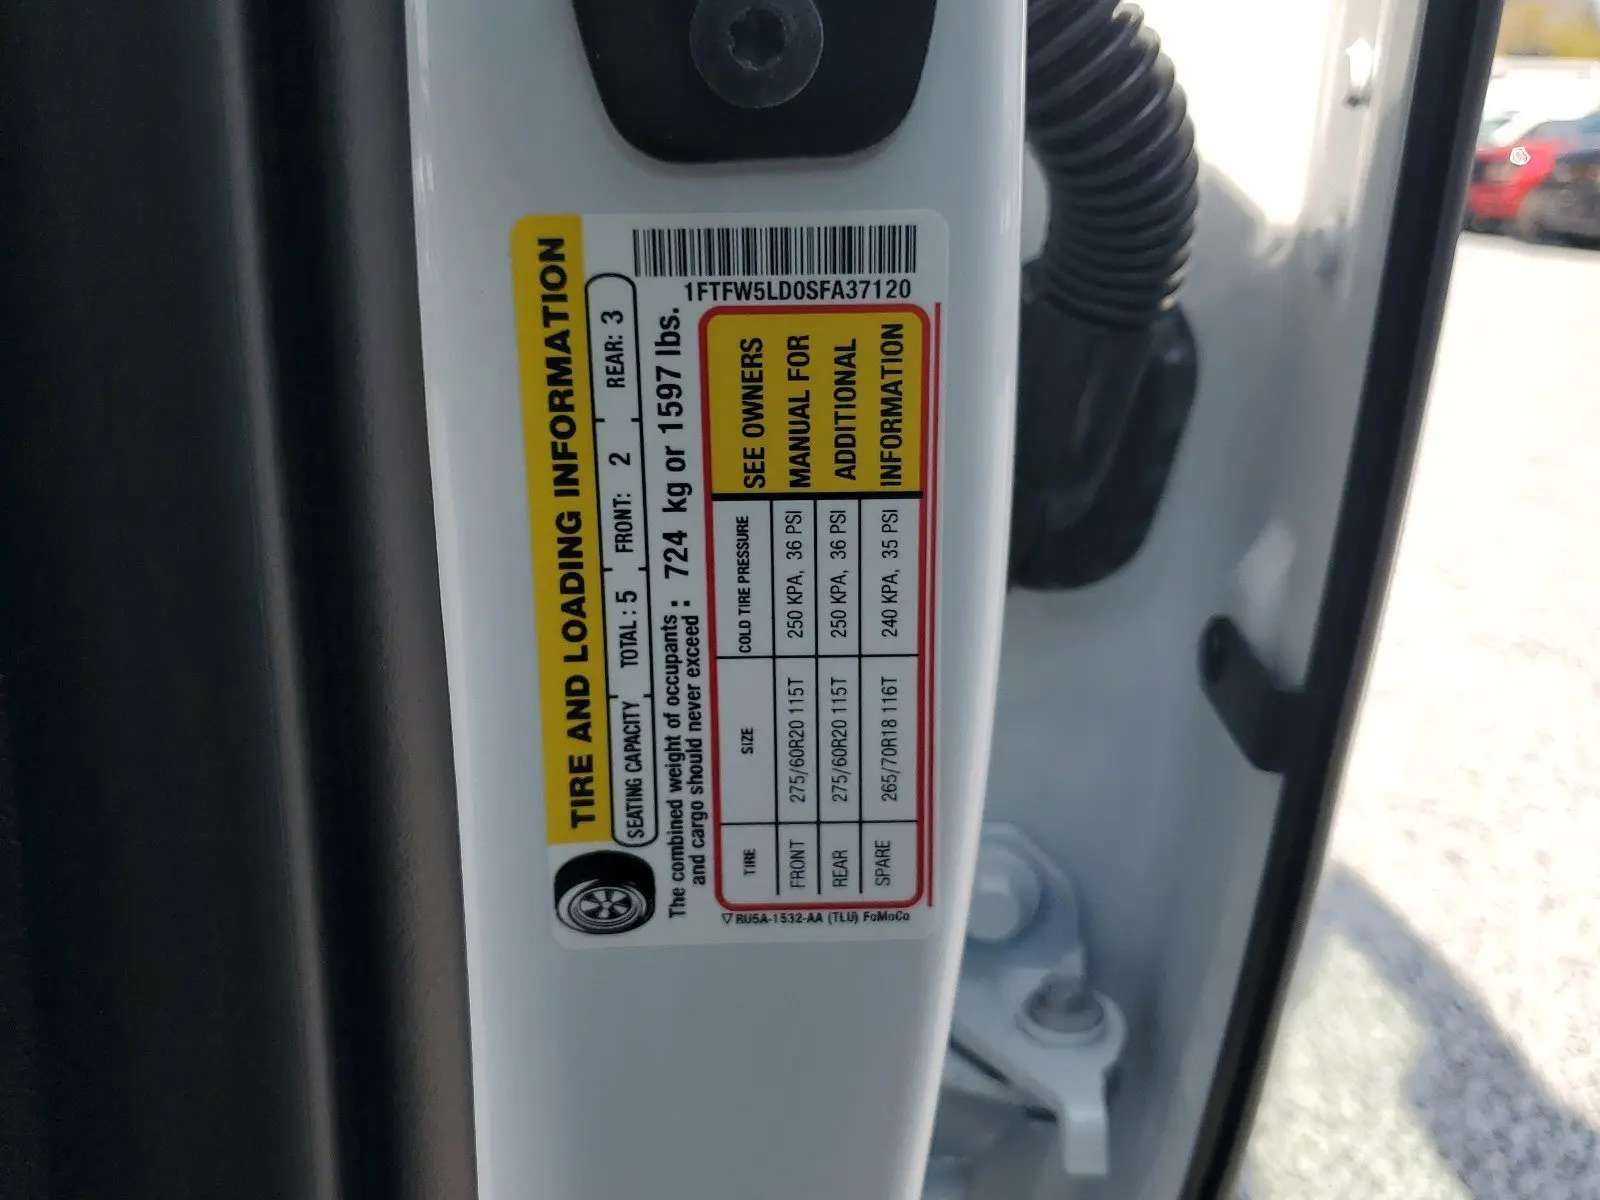 TIRE AND LOADING INFORMATION
SEATING CAPACITY TOTAL : 5 FRONT: 2 REAR: 3
The combined weight of occupants
and cargo should never exceed : 724 kg or 1597 lbs.
TIRE SIZE COLD TIRE PRESSURE
FRONT 275/60R20 115T 250 KPA, 36 PSI
REAR 275/60R20 115T 250 KPA, 36 PSI
SPARE 265/70R18 116T 240 KPA, 35 PSI
SEE OWNERS
MANUAL FOR
ADDITIONAL
INFORMATION
RU5A-1532-AA (TLU) FoMoCo
1FTFW5LD0SFA37120